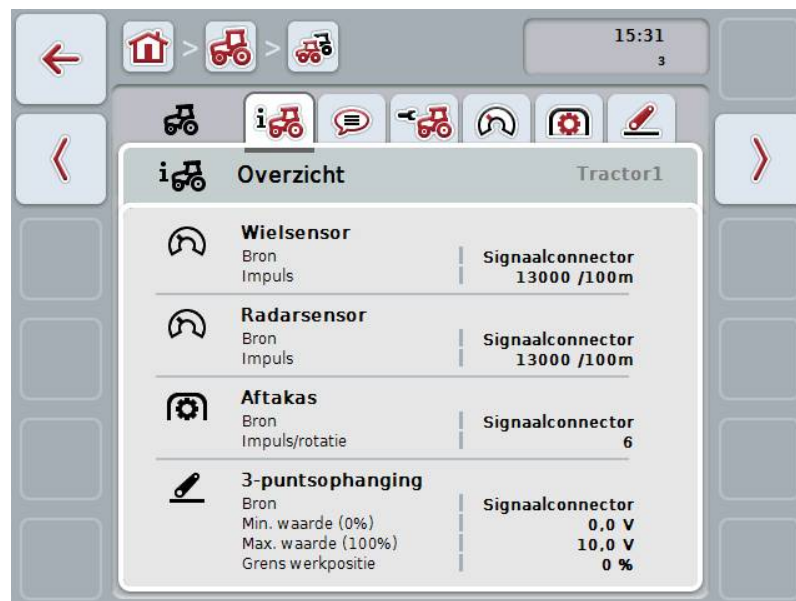 > >
15:31
3
i
i Overzicht Tractor1
Wielsensor
Bron Signaalconnector
Impuls 13000 /100m
Radarsensor
Bron Signaalconnector
Impuls 13000 /100m
Aftakas
Bron Signaalconnector
Impuls/rotatie 6
3-puntsophanging
Bron Signaalconnector
Min. waarde (0%) 0,0 V
Max. waarde (100%) 10,0 V
Grens werkpositie 0 %